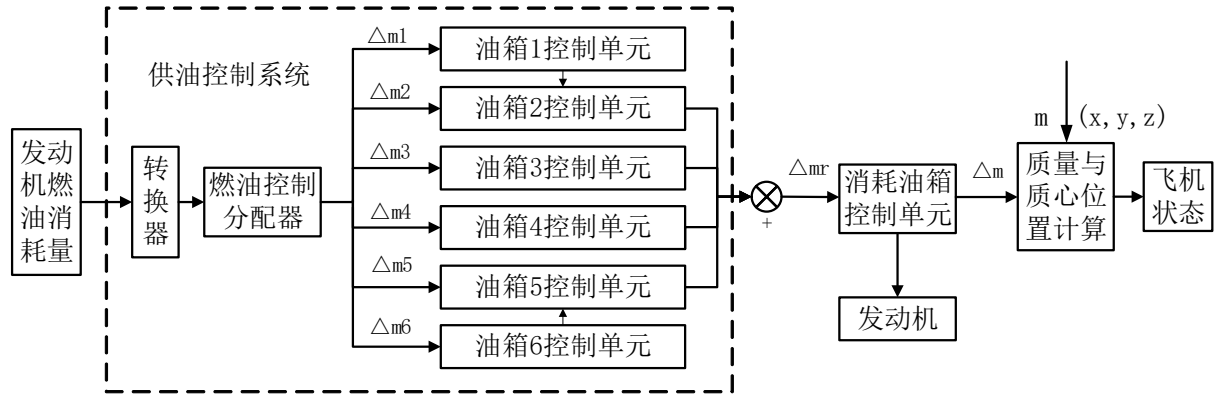 供油控制系统
发动
机燃
油消
耗量
转
换
器
燃油控制
分配器
△m1
△m2
△m3
△m4
△m5
△m6
油箱1控制单元
油箱2控制单元
油箱3控制单元
油箱4控制单元
油箱5控制单元
油箱6控制单元
+
△mr
消耗油箱
控制单元
发动机
△m
m (x,y,z)
质量与
质心位
置计算
飞机
状态